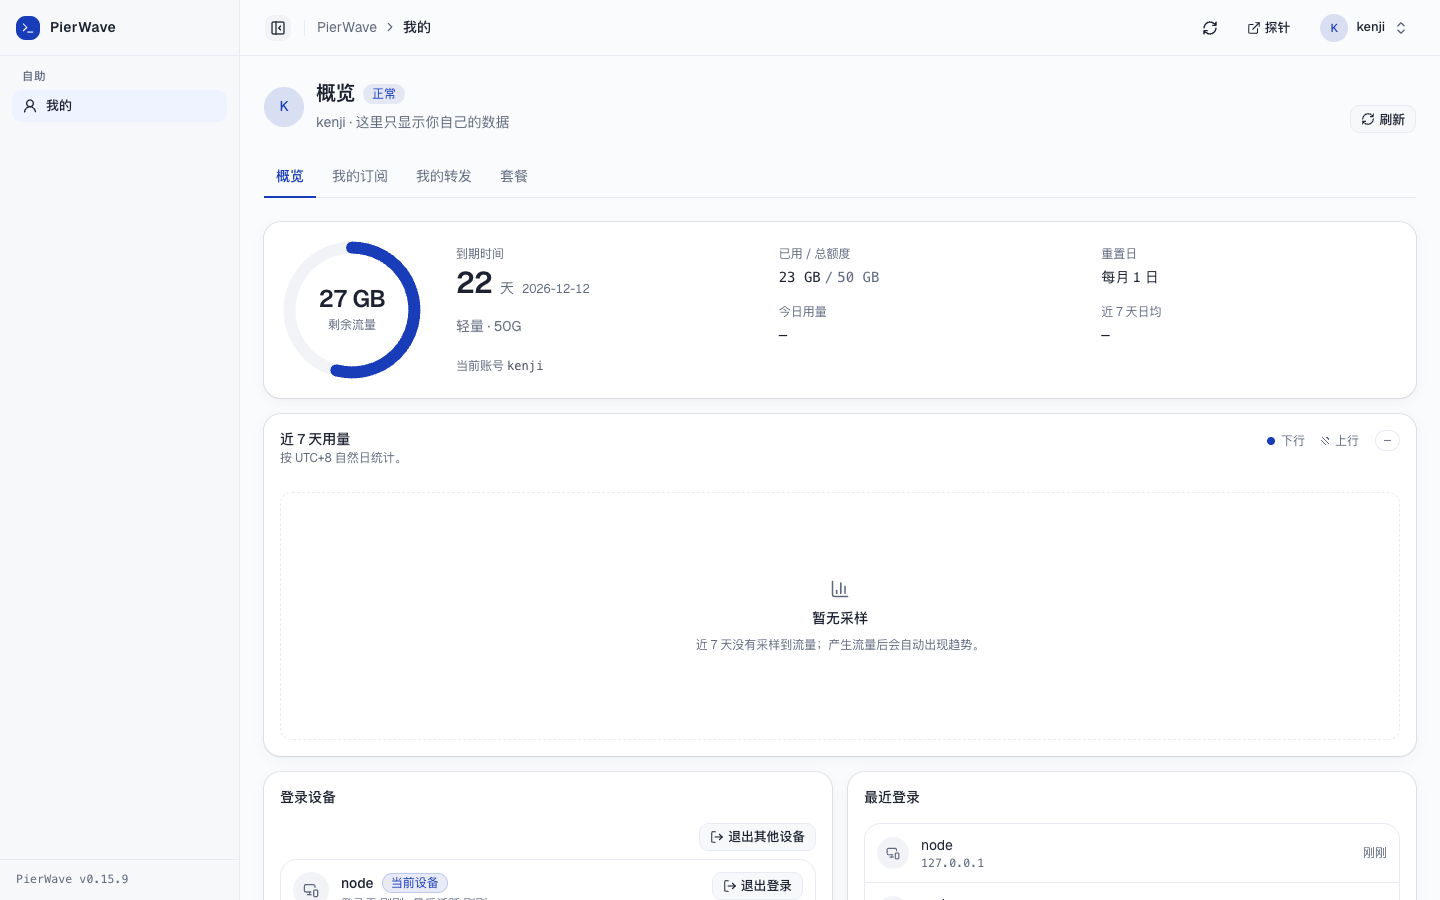 PierWave
PierWave > 我的
探针
K
kenji
自助
我的
K
概览
正常
kenji · 这里只显示你自己的数据
刷新
概览
我的订阅
我的转发
套餐
27 GB
剩余流量
到期时间
22 天 2026-12-12
轻量 · 50G
当前账号 kenji
已用 / 总额度
23 GB / 50 GB
今日用量
—
重置日
每月 1 日
近 7 天日均
—
近 7 天用量
按 UTC+8 自然日统计。
下行
上行
—
暂无采样
近 7 天没有采样到流量；产生流量后会自动出现趋势。
登录设备
退出其他设备
node
当前设备
退出登录
最近登录
node
127.0.0.1
刚刚
PierWave v0.15.9